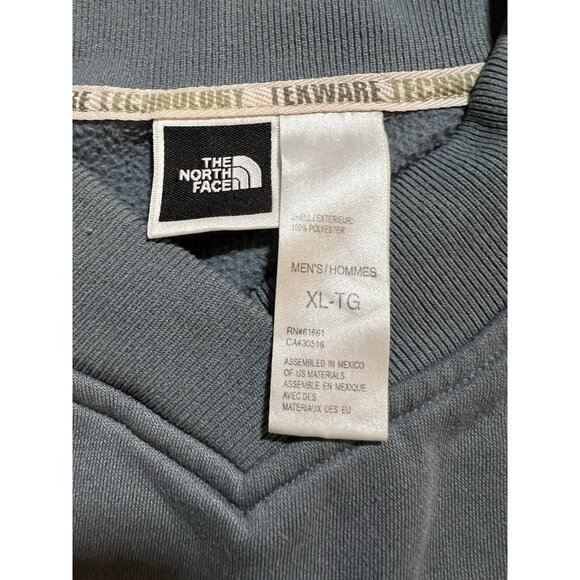 RE TECHNOLOGY TEKWARE TECHNOLO
THE
NORTH
FACE
SHELL/EXTERIEUR:
100% POLYESTER
MEN'S/HOMMES
XL-TG
RN#61661
CA#30516
ASSEMBLED IN MEXICO
OF US MATERIALS
ASSEMBLE EN MEXIQUE
AVEC DES
MATERIAUX DES EU